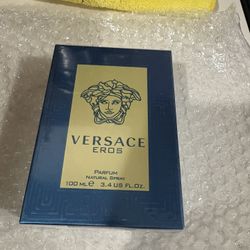 VERSACE
EROS
PARFUM
NATURAL SPRAY
100 ML ℮ 3.4 US FL.OZ.